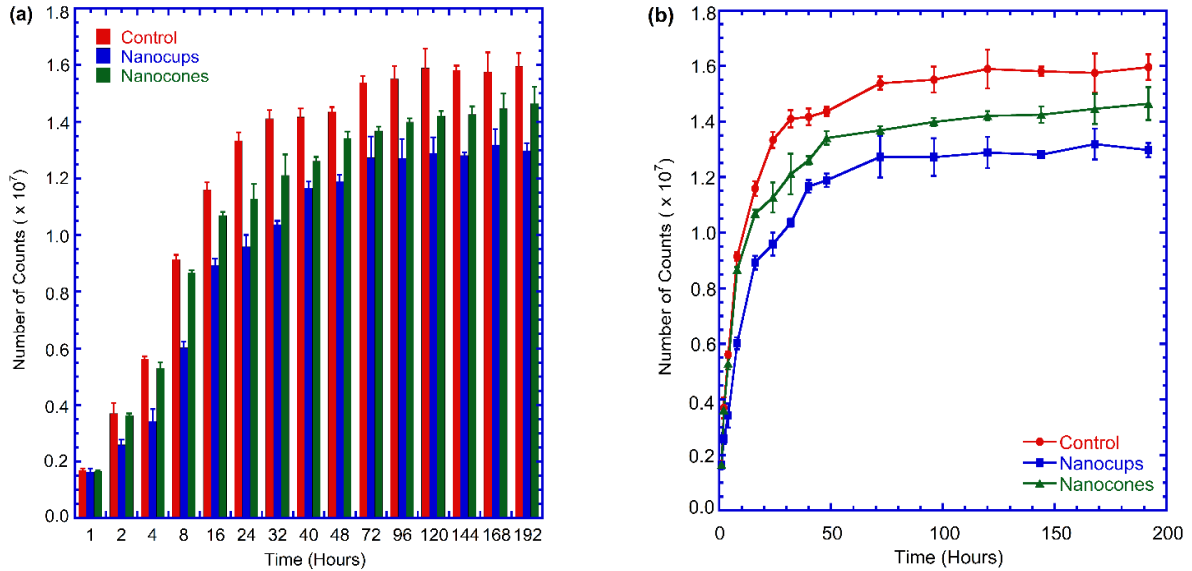 (a)
Number of Counts ( x 10⁷)
1.8
1.6
1.4
1.2
1.0
0.8
0.6
0.4
0.2
0.0
Control
Nanocups
Nanocones
1 2 4 8 16 24 32 40 48 72 96 120 144 168 192
Time (Hours)
(b)
Number of Counts ( x 10⁷)
1.8
1.6
1.4
1.2
1.0
0.8
0.6
0.4
0.2
0.0
Control
Nanocups
Nanocones
0 50 100 150 200
Time (Hours)